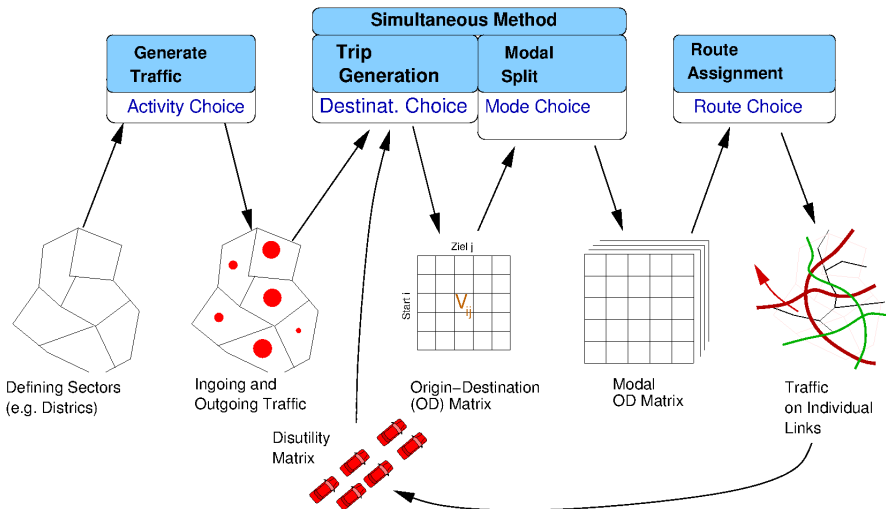 Simultaneous Method
Generate
Traffic
Activity Choice
Trip
Generation
Destinat. Choice
Modal
Split
Mode Choice
Route
Assignment
Route Choice
Ziel j
Start i
V_ij
Defining Sectors
(e.g. Districs)
Ingoing and
Outgoing Traffic
Origin–Destination
(OD) Matrix
Modal
OD Matrix
Traffic
on Individual
Links
Disutility
Matrix